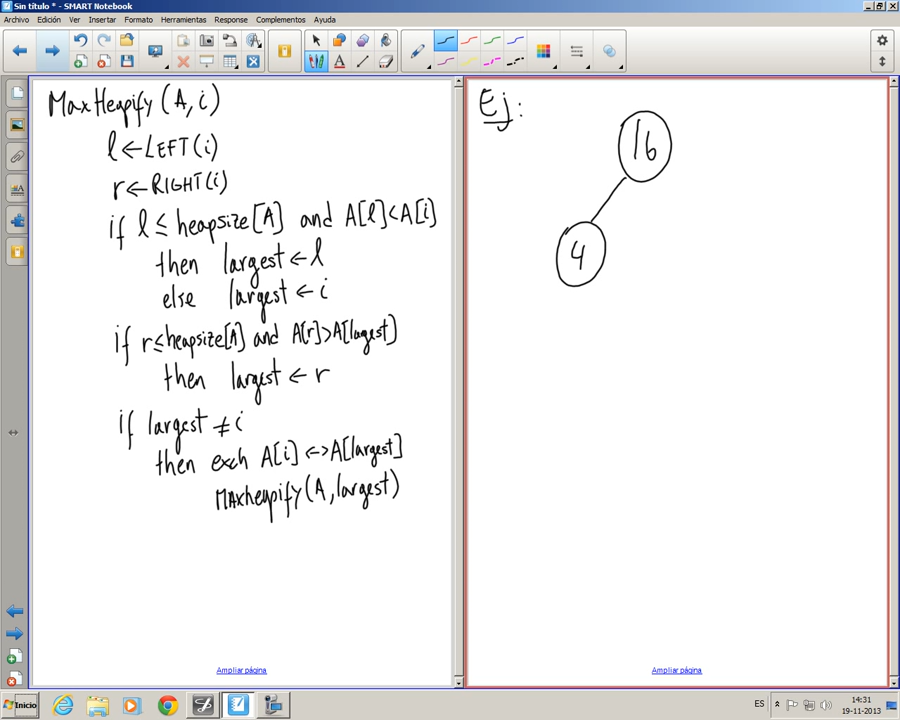 Sin título * - SMART Notebook
Archivo Edición Ver Insertar Formato Herramientas Response Complementos Ayuda
MaxHeapify (A, i)
l ← LEFT(i)
r ← RIGHT(i)
if l ≤ heapsize[A] and A[l] < A[i]
then largest ← l
else largest ← i
if r ≤ heapsize[A] and A[r] > A[largest]
then largest ← r
if largest ≠ i
then exch A[i] <-> A[largest]
MAxheapify (A, largest)
Ampliar página
Ej:
16
4
Ampliar página
Inicio
ES
14:31
19-11-2013